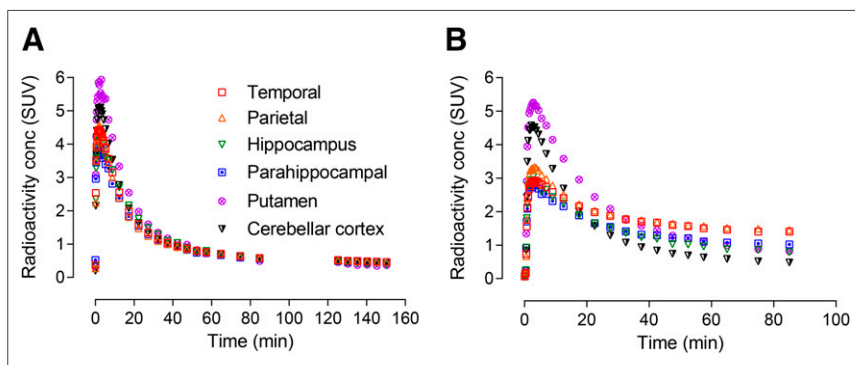 A
B
Radioactivity conc (SUV)
6
5
4
3
2
1
0
Temporal
Parietal
Hippocampus
Parahippocampal
Putamen
Cerebellar cortex
0 20 40 60 80 100 120 140 160
Time (min)
Radioactivity conc (SUV)
6
5
4
3
2
1
0
0 20 40 60 80 100
Time (min)